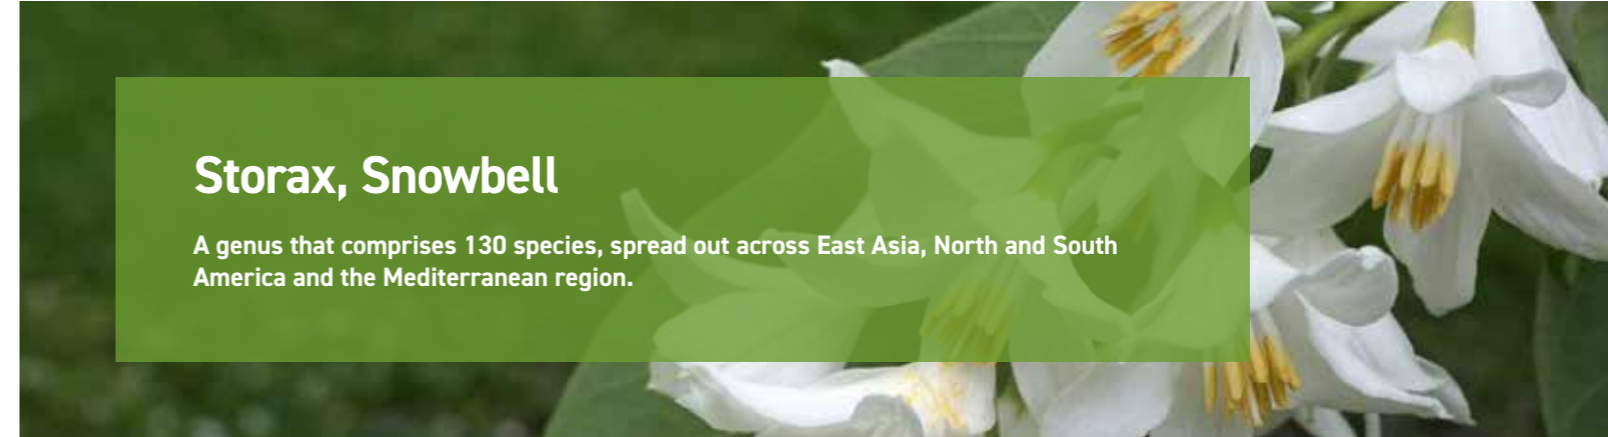 Storax, Snowbell
A genus that comprises 130 species, spread out across East Asia, North and South
America and the Mediterranean region.